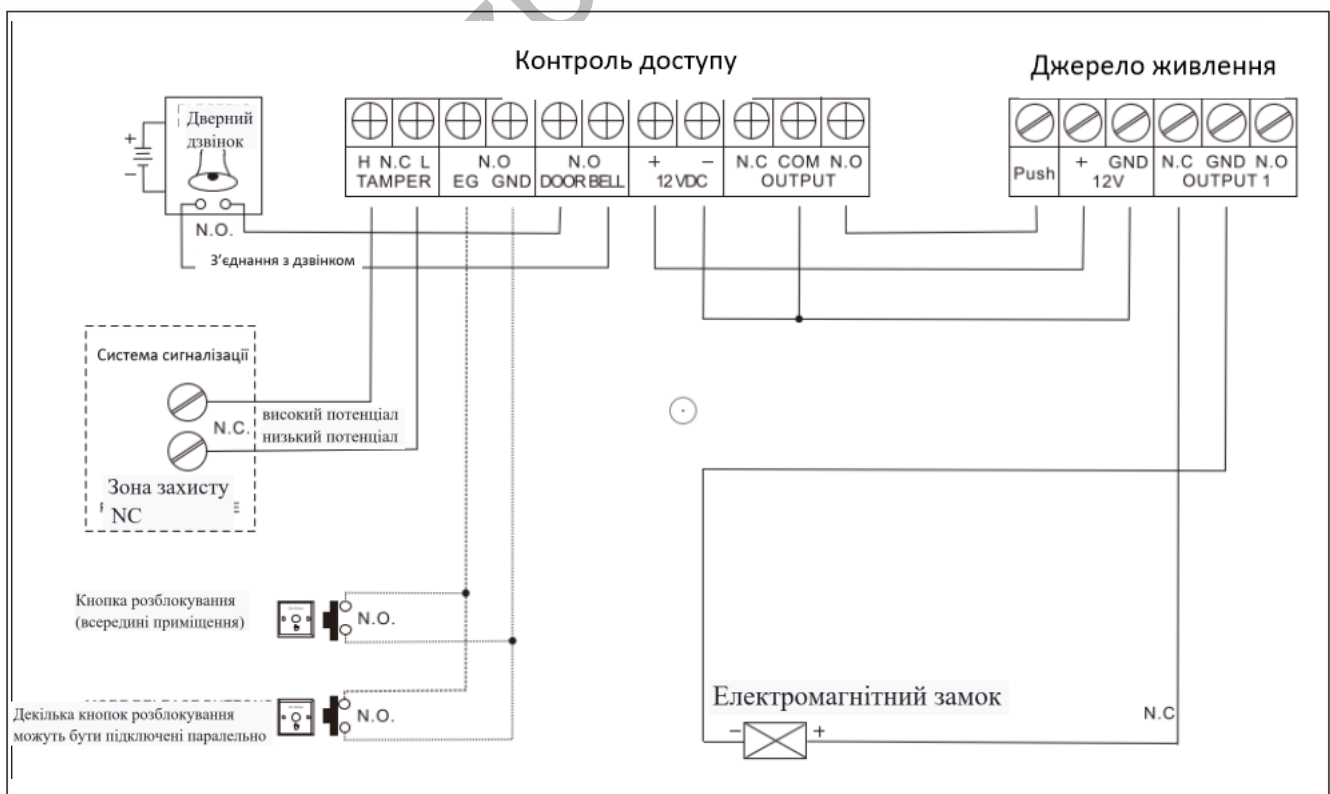 Контроль доступу
Джерело живлення
Дверний
дзвінок
+
−
N.O.
З'єднання з дзвінком
H N.C L
TAMPER
N.O
EG GND
N.O
DOOR BELL
+ −
12 VDC
N.C COM N.O
OUTPUT
Push
+ GND
12V
N.C GND N.O
OUTPUT 1
Система сигналізації
N.C.
високий потенціал
низький потенціал
Зона захисту
NC
Кнопка розблокування
(всередині приміщення)
N.O.
Декілька кнопок розблокування
можуть бути підключені паралельно
N.O.
Електромагнітний замок
− +
N.C